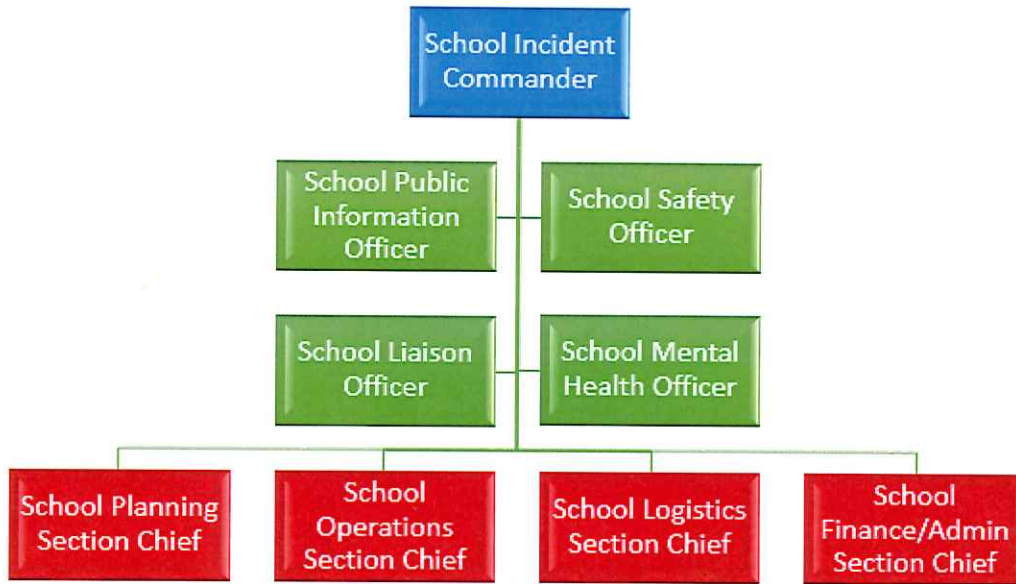 School Incident
Commander
School Public
Information
Officer
School Safety
Officer
School Liaison
Officer
School Mental
Health Officer
School Planning
Section Chief
School
Operations
Section Chief
School Logistics
Section Chief
School
Finance/Admin
Section Chief